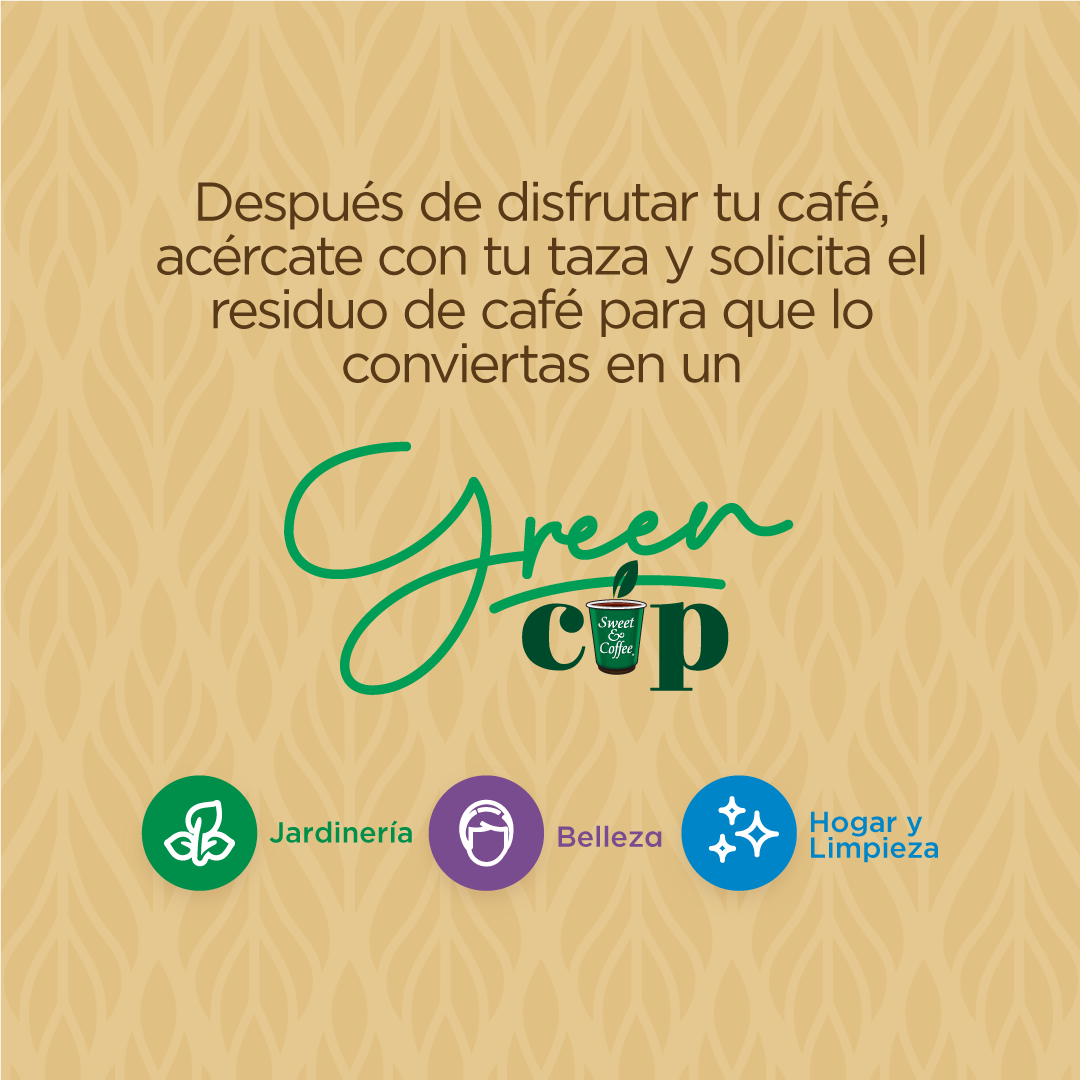 Después de disfrutar tu café,
acércate con tu taza y solicita el
residuo de café para que lo
conviertas en un
Green
cup
Sweet
&
Coffee
Jardinería
Belleza
Hogar y
Limpieza